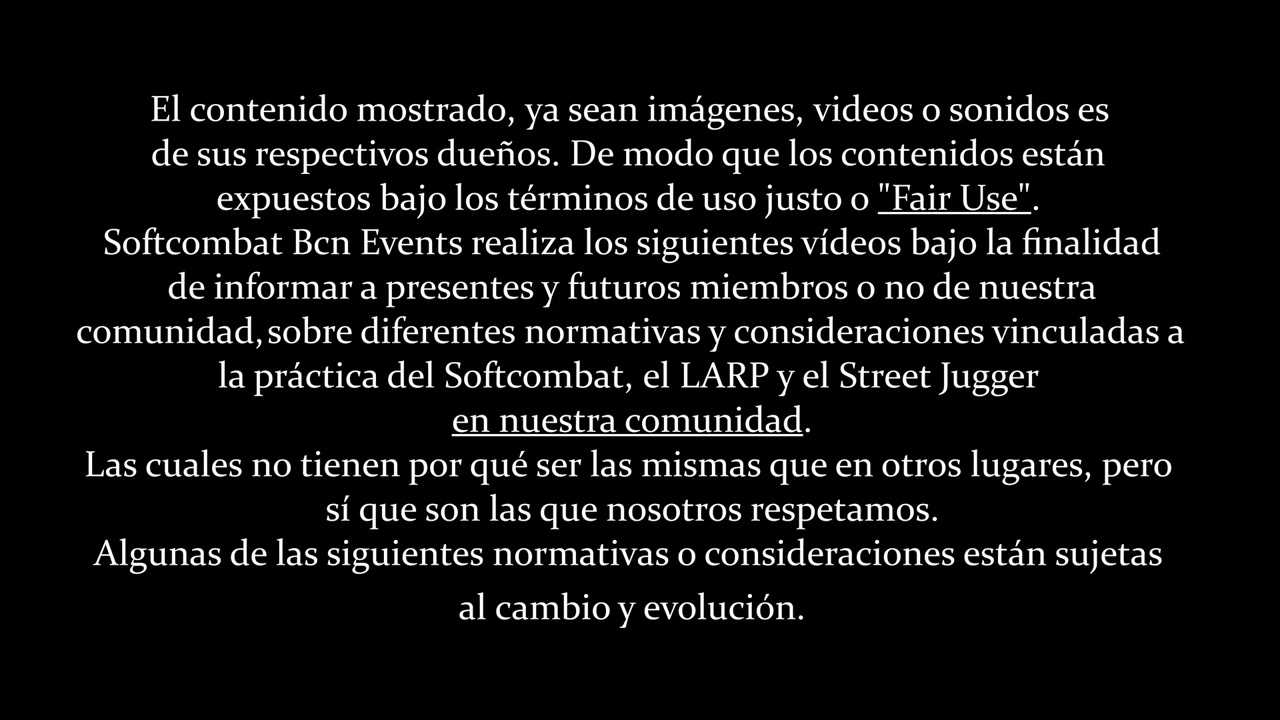 El contenido mostrado, ya sean imágenes, videos o sonidos es
de sus respectivos dueños. De modo que los contenidos están
expuestos bajo los términos de uso justo o "Fair Use".
Softcombat Bcn Events realiza los siguientes vídeos bajo la finalidad
de informar a presentes y futuros miembros o no de nuestra
comunidad, sobre diferentes normativas y consideraciones vinculadas a
la práctica del Softcombat, el LARP y el Street Jugger
en nuestra comunidad.
Las cuales no tienen por qué ser las mismas que en otros lugares, pero
sí que son las que nosotros respetamos.
Algunas de las siguientes normativas o consideraciones están sujetas
al cambio y evolución.